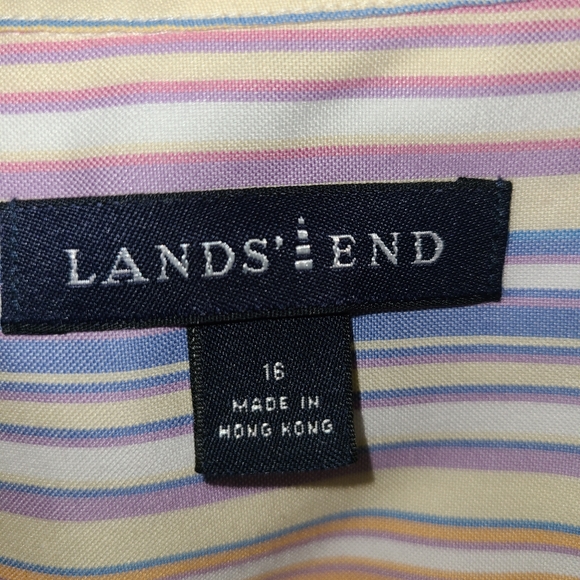 LANDS' END
16
MADE IN
HONG KONG